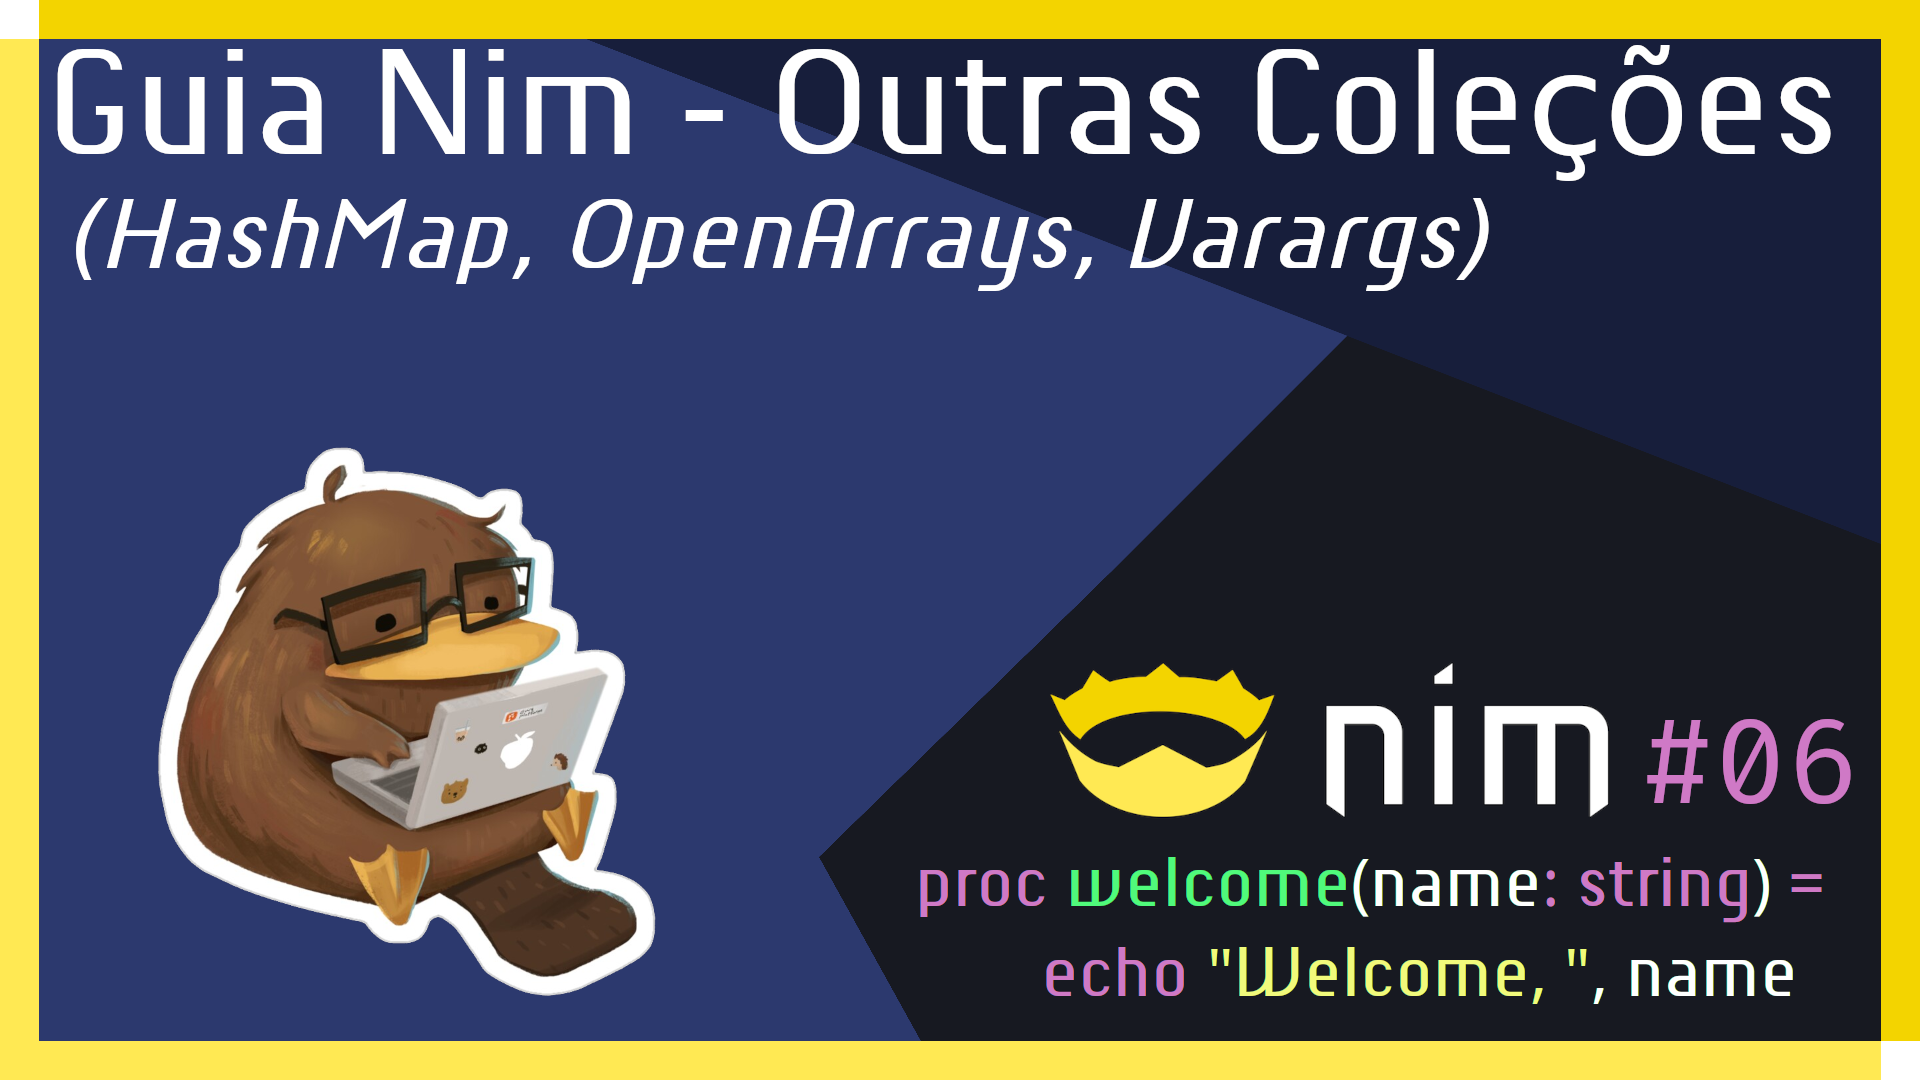 Guia Nim - Outras Coleções
(HashMap, OpenArrays, Varargs)
nim #06
proc welcome(name: string) =
echo "Welcome, ", name